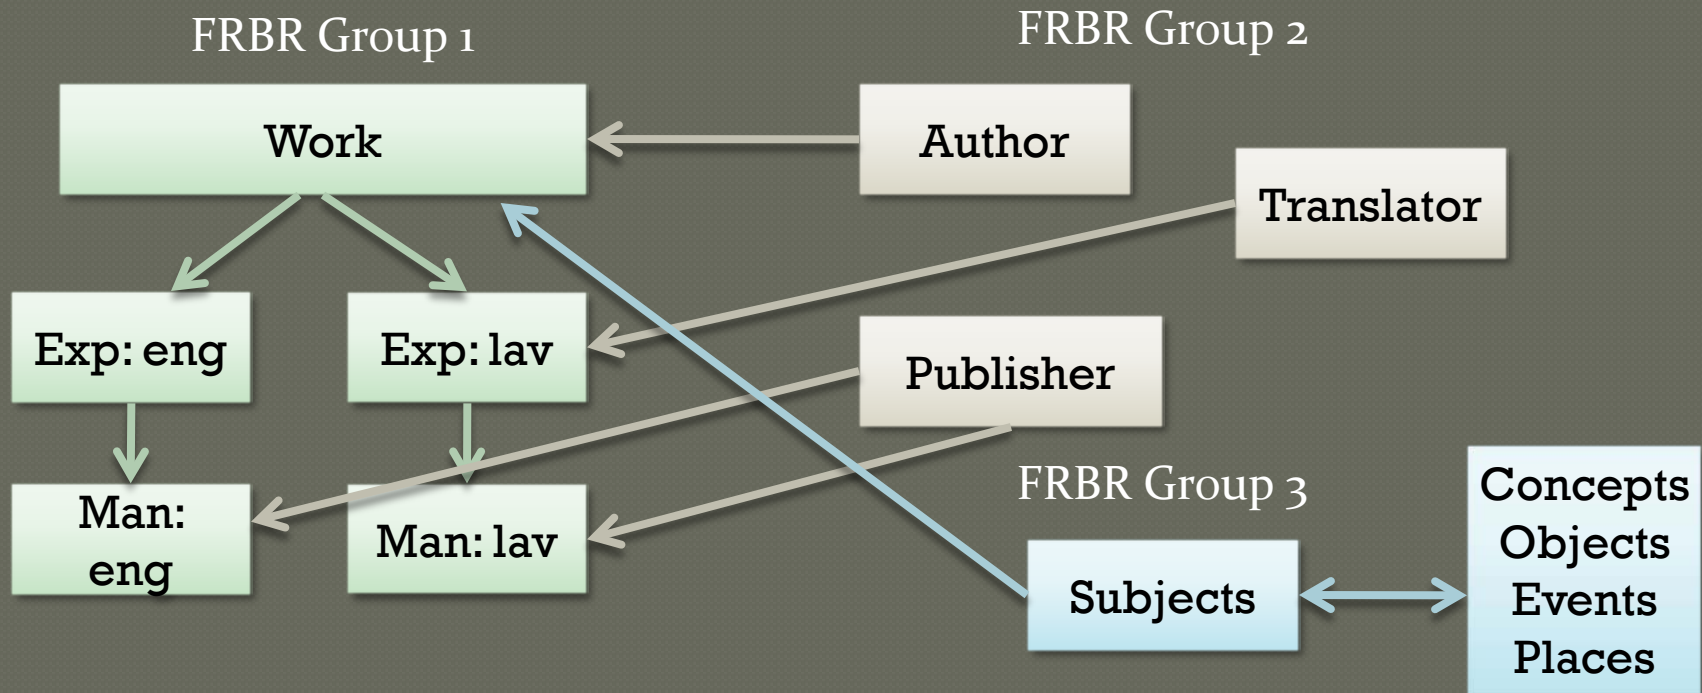 FRBR Group 1
FRBR Group 2
Work
Author
Translator
Exp: eng
Exp: lav
Publisher
Man:
eng
Man: lav
FRBR Group 3
Subjects
Concepts
Objects
Events
Places